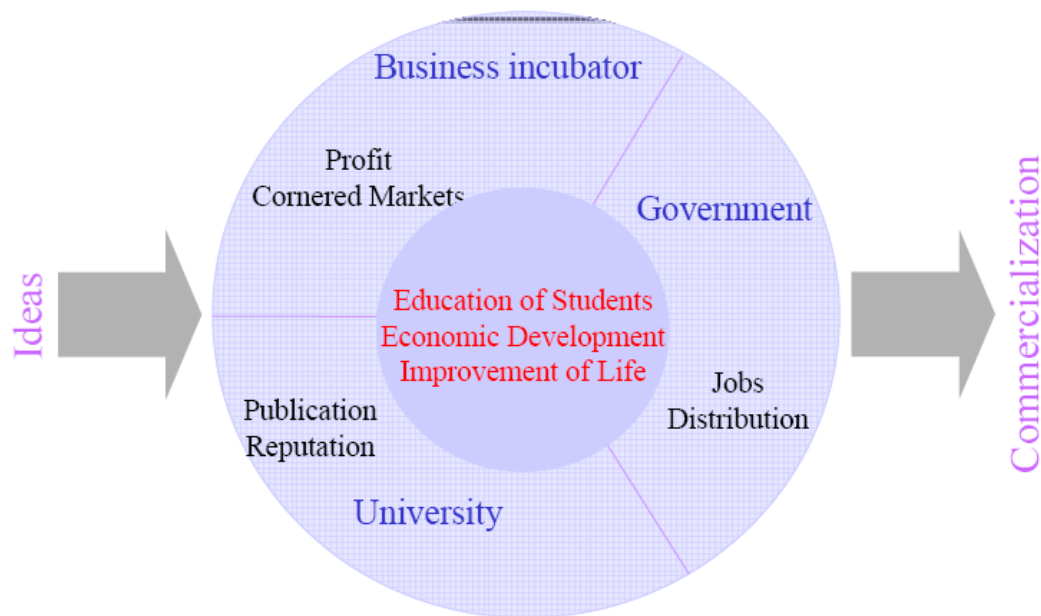 Ideas
Business incubator
Profit
Cornered Markets
Government
Education of Students
Economic Development
Improvement of Life
Jobs
Distribution
Publication
Reputation
University
Commercialization